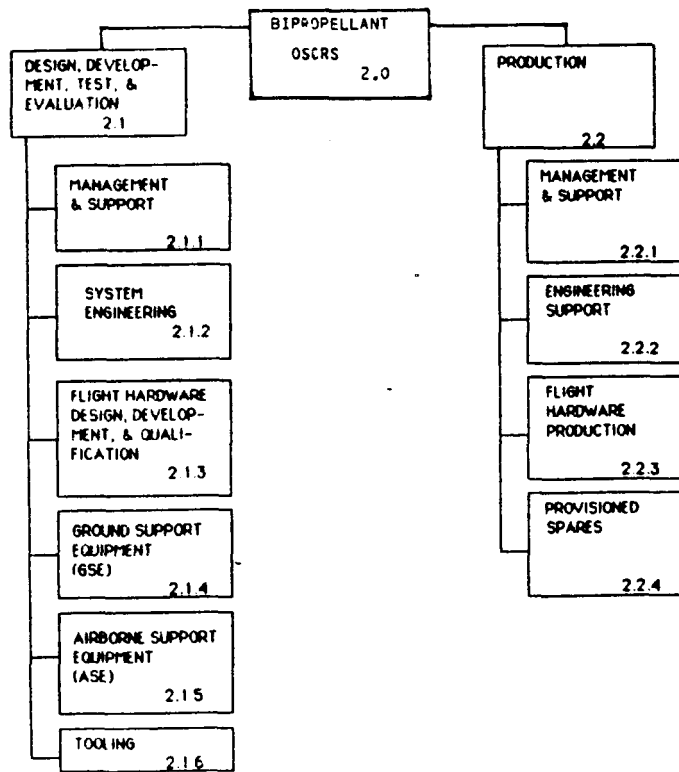 BIPROPELLANT
OSCRS
2.0
DESIGN, DEVELOP-
MENT, TEST, &
EVALUATION
2.1
MANAGEMENT
& SUPPORT
2.1.1
SYSTEM
ENGINEERING
2.1.2
FLIGHT HARDWARE
DESIGN, DEVELOP-
MENT, & QUALI-
FICATION
2.1.3
GROUND SUPPORT
EQUIPMENT
(GSE)
2.1.4
AIRBORNE SUPPORT
EQUIPMENT
(ASE)
2.1.5
TOOLING
2.1.6
PRODUCTION
2.2
MANAGEMENT
& SUPPORT
2.2.1
ENGINEERING
SUPPORT
2.2.2
FLIGHT
HARDWARE
PRODUCTION
2.2.3
PROVISIONED
SPARES
2.2.4